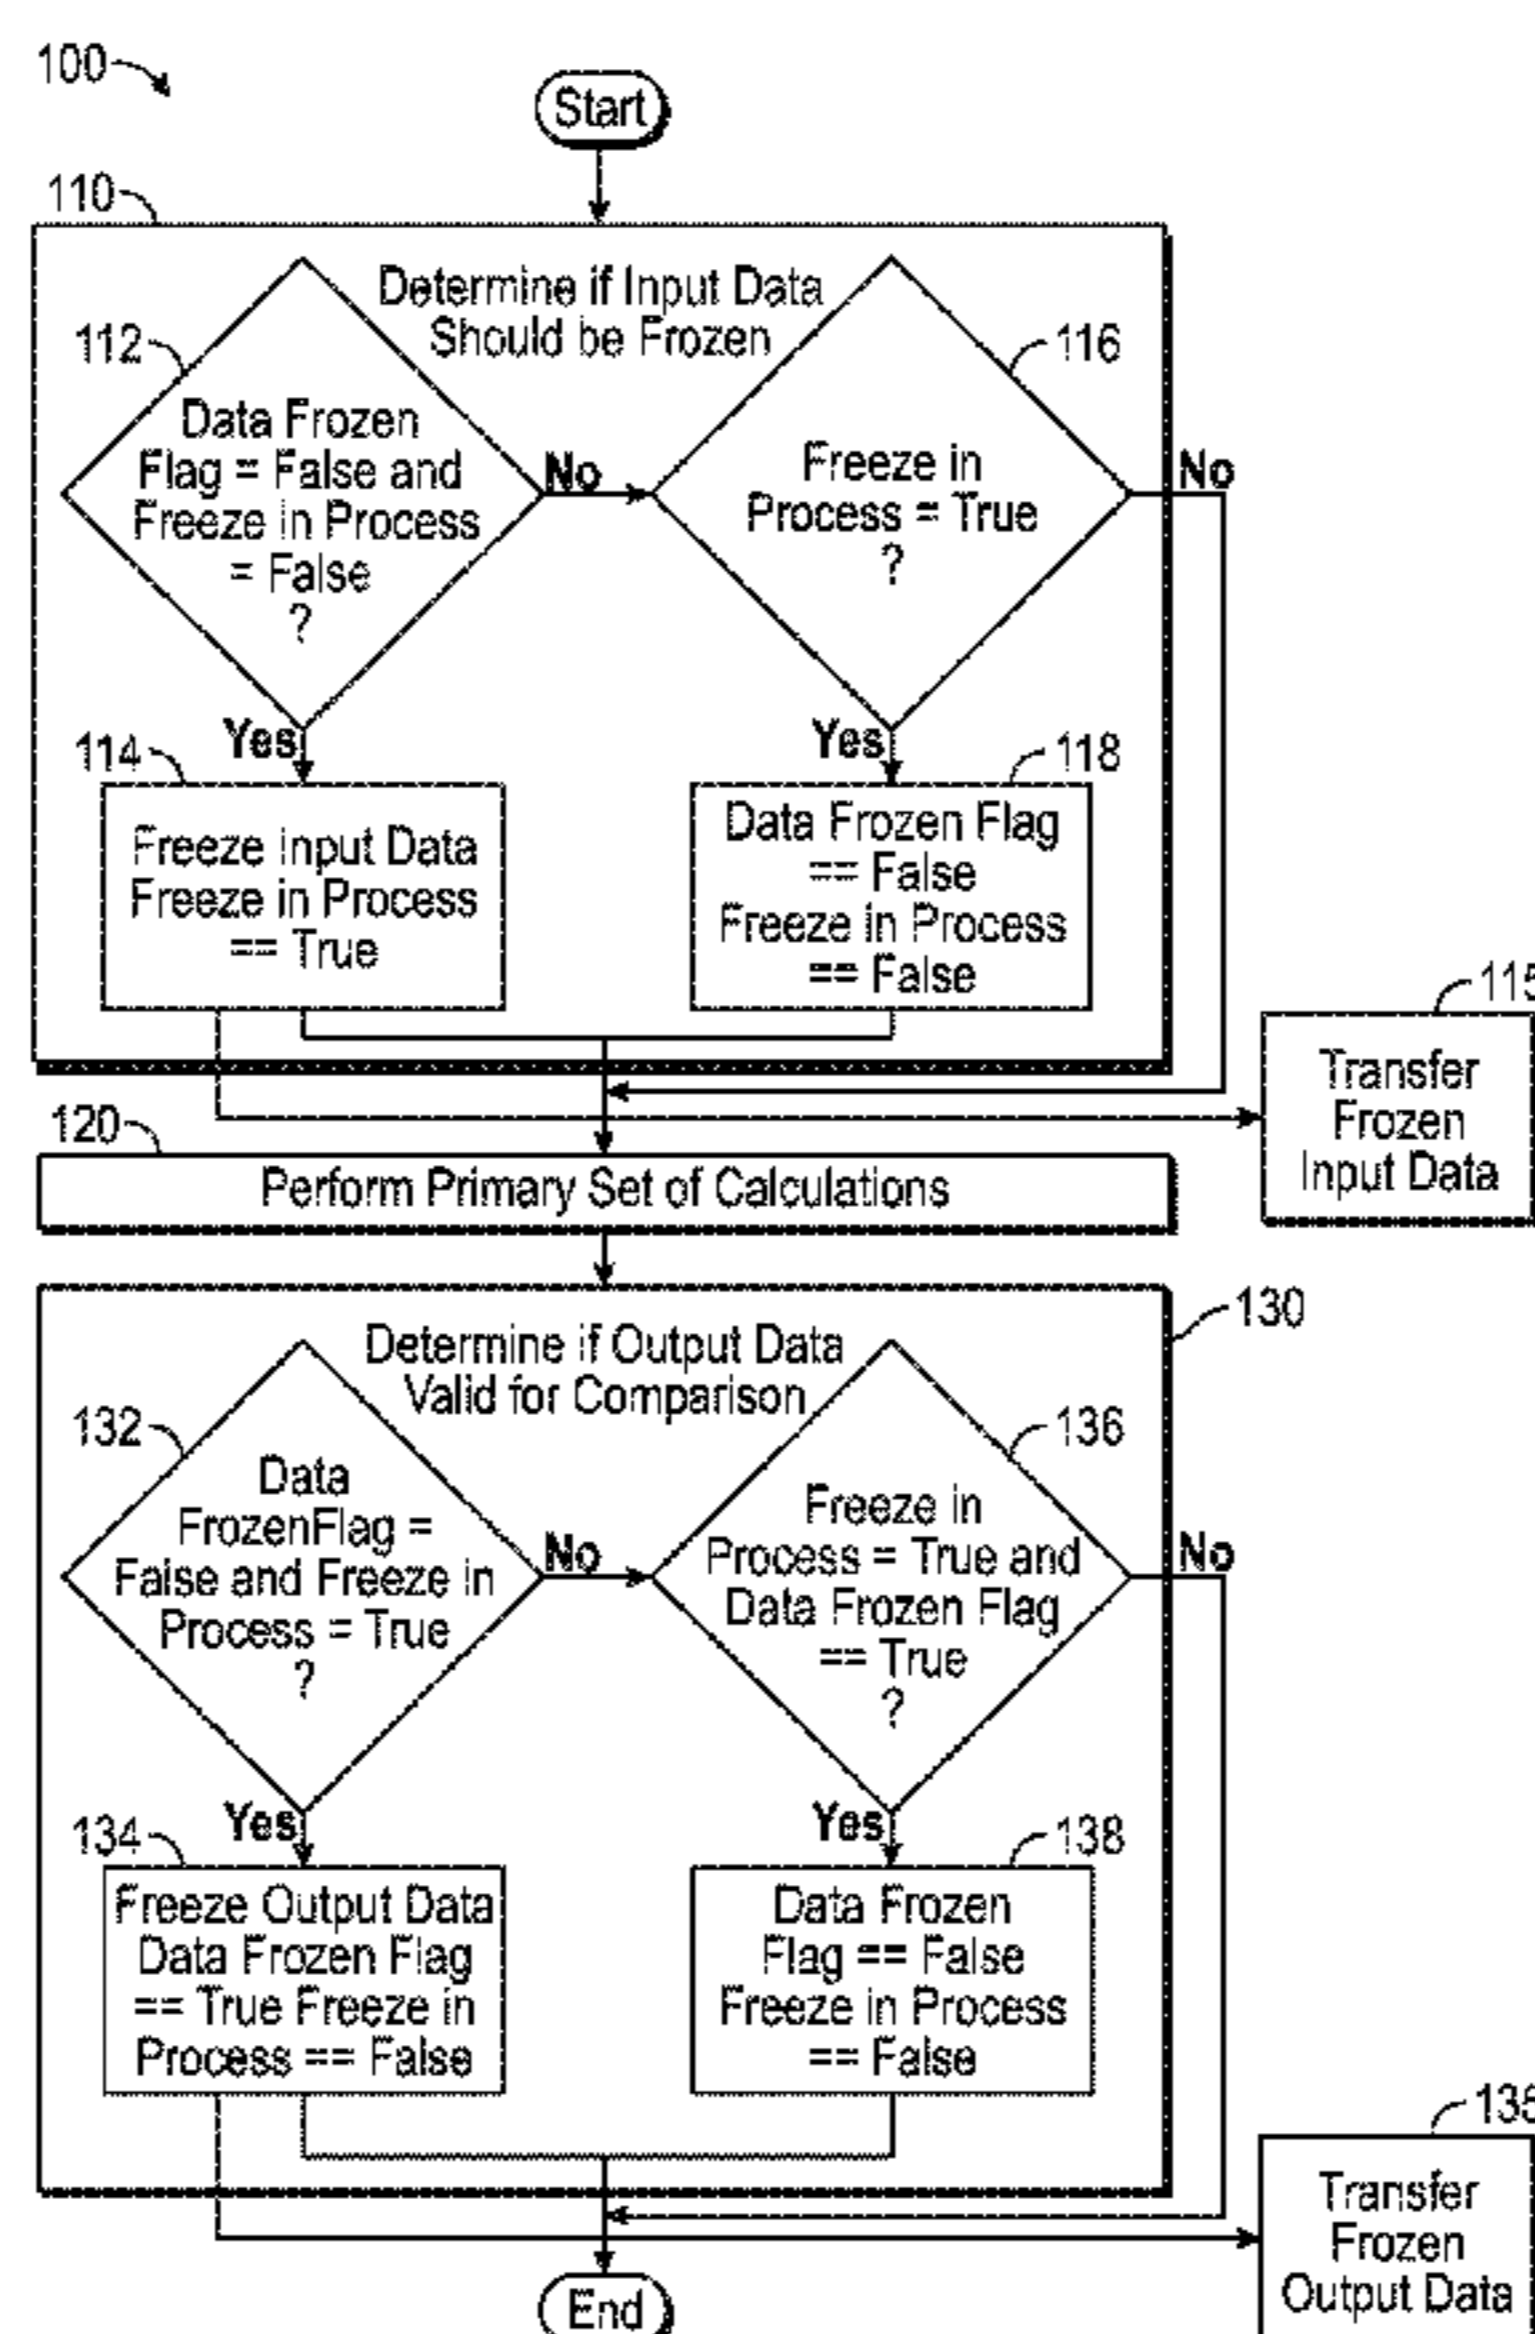 100
Start
110
Determine if Input Data
Should be Frozen
112
Data Frozen
Flag = False and
Freeze in Process
= False
?
No
116
Freeze in
Process = True
?
No
Yes
114
Freeze Input Data
Freeze in Process
== True
Yes
118
Data Frozen Flag
== False
Freeze in Process
== False
115
Transfer
Frozen
Input Data
120
Perform Primary Set of Calculations
130
Determine if Output Data
Valid for Comparison
132
Data
FrozenFlag =
False and Freeze in
Process = True
?
No
136
Freeze in
Process = True and
Data Frozen Flag
== True
?
No
Yes
134
Freeze Output Data
Data Frozen Flag
== True Freeze in
Process == False
Yes
138
Data Frozen
Flag == False
Freeze in Process
== False
135
Transfer
Frozen
Output Data
End